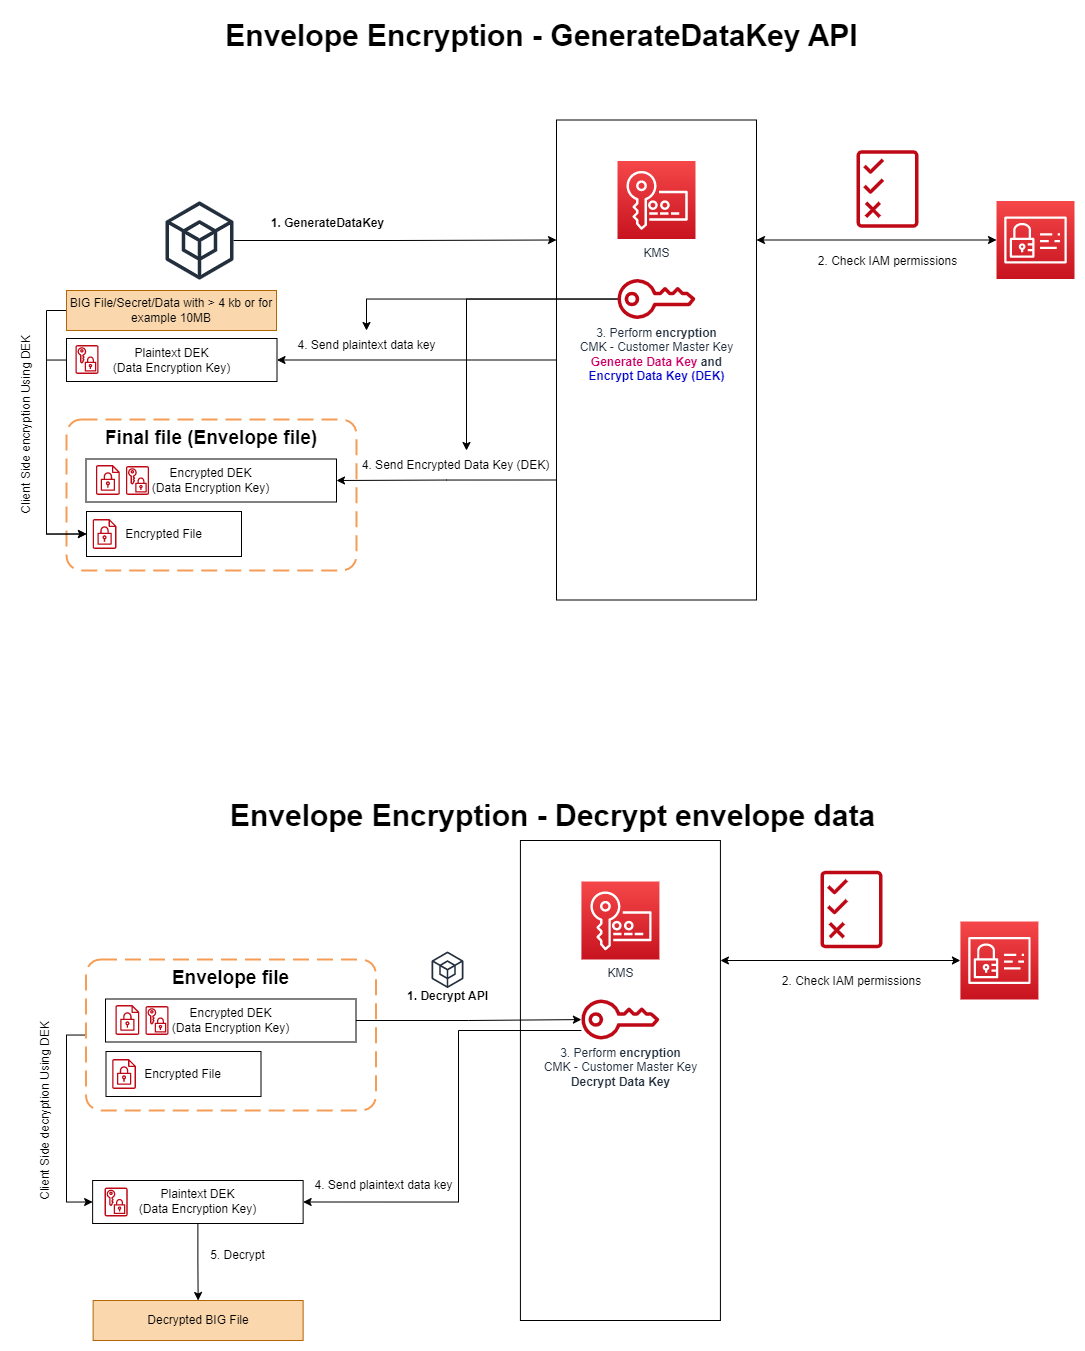 Envelope Encryption - GenerateDataKey API
1. GenerateDataKey
KMS
2. Check IAM permissions
BIG File/Secret/Data with > 4 kb or for
example 10MB
3. Perform encryption
CMK - Customer Master Key
Generate Data Key and
Encrypt Data Key (DEK)
4. Send plaintext data key
Plaintext DEK
(Data Encryption Key)
Client Side encryption Using DEK
Final file (Envelope file)
4. Send Encrypted Data Key (DEK)
Encrypted DEK
(Data Encryption Key)
Encrypted File
Envelope Encryption - Decrypt envelope data
KMS
2. Check IAM permissions
Envelope file
1. Decrypt API
Encrypted DEK
(Data Encryption Key)
Encrypted File
3. Perform encryption
CMK - Customer Master Key
Decrypt Data Key
Client Side decryption Using DEK
4. Send plaintext data key
Plaintext DEK
(Data Encryption Key)
5. Decrypt
Decrypted BIG File